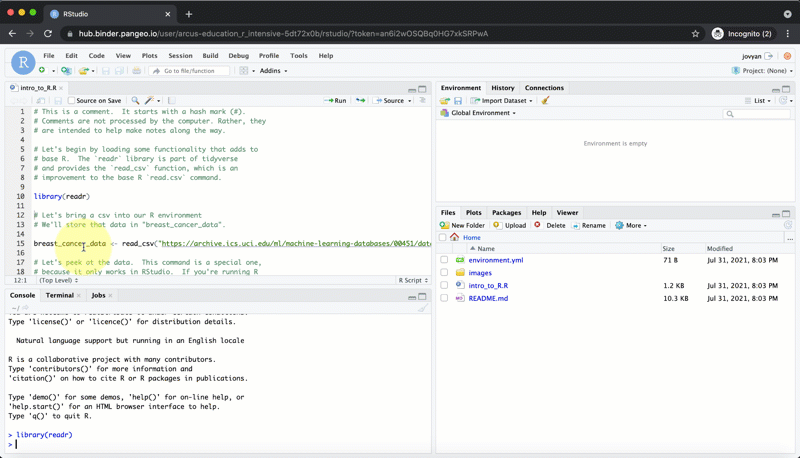 RStudio
hub.binder.pangeo.io/user/arcus-education_r_intensive-5dt72x0b/rstudio/?token=an6i2wOSQBq0HG7xkSRPwA
Incognito (2)
File Edit Code View Plots Session Build Debug Profile Tools Help
jovyan
Go to file/function
Addins
Project: (None)
intro_to_R.R
Source on Save
Run
Source
1 # This is a comment.  It starts with a hash mark (#).
2 # Comments are not processed by the computer. Rather, they
3 # are intended to help make notes along the way.
4
5 # Let's begin by loading some functionality that adds to
6 # base R.  The `readr` library is part of tidyverse
7 # and provides the `read_csv` function, which is an
8 # improvement to the base R `read.csv` command.
9
10 library(readr)
11
12 # Let's bring a csv into our R environment
13 # We'll store that data in "breast_cancer_data".
14
15 breast_cancer_data <- read_csv("https://archive.ics.uci.edu/ml/machine-learning-databases/00451/dat
16
17 # Let's peek at the data.  This command is a special one,
18 # because it only works in RStudio.  If you're running R
12:1 (Top Level) R Script
Console Terminal Jobs
~/
Type 'license()' or 'licence()' for distribution details.
Natural language support but running in an English locale
R is a collaborative project with many contributors.
Type 'contributors()' for more information and
'citation()' on how to cite R or R packages in publications.
Type 'demo()' for some demos, 'help()' for on-line help, or
'help.start()' for an HTML browser interface to help.
Type 'q()' to quit R.
> library(readr)
>
Environment History Connections
Import Dataset
List
Global Environment
Environment is empty
Files Plots Packages Help Viewer
New Folder Upload Delete Rename More
Home
Name Size Modified
environment.yml 71 B Jul 31, 2021, 8:03 PM
images
intro_to_R.R 1.2 KB Jul 31, 2021, 8:03 PM
README.md 10.3 KB Jul 31, 2021, 8:03 PM